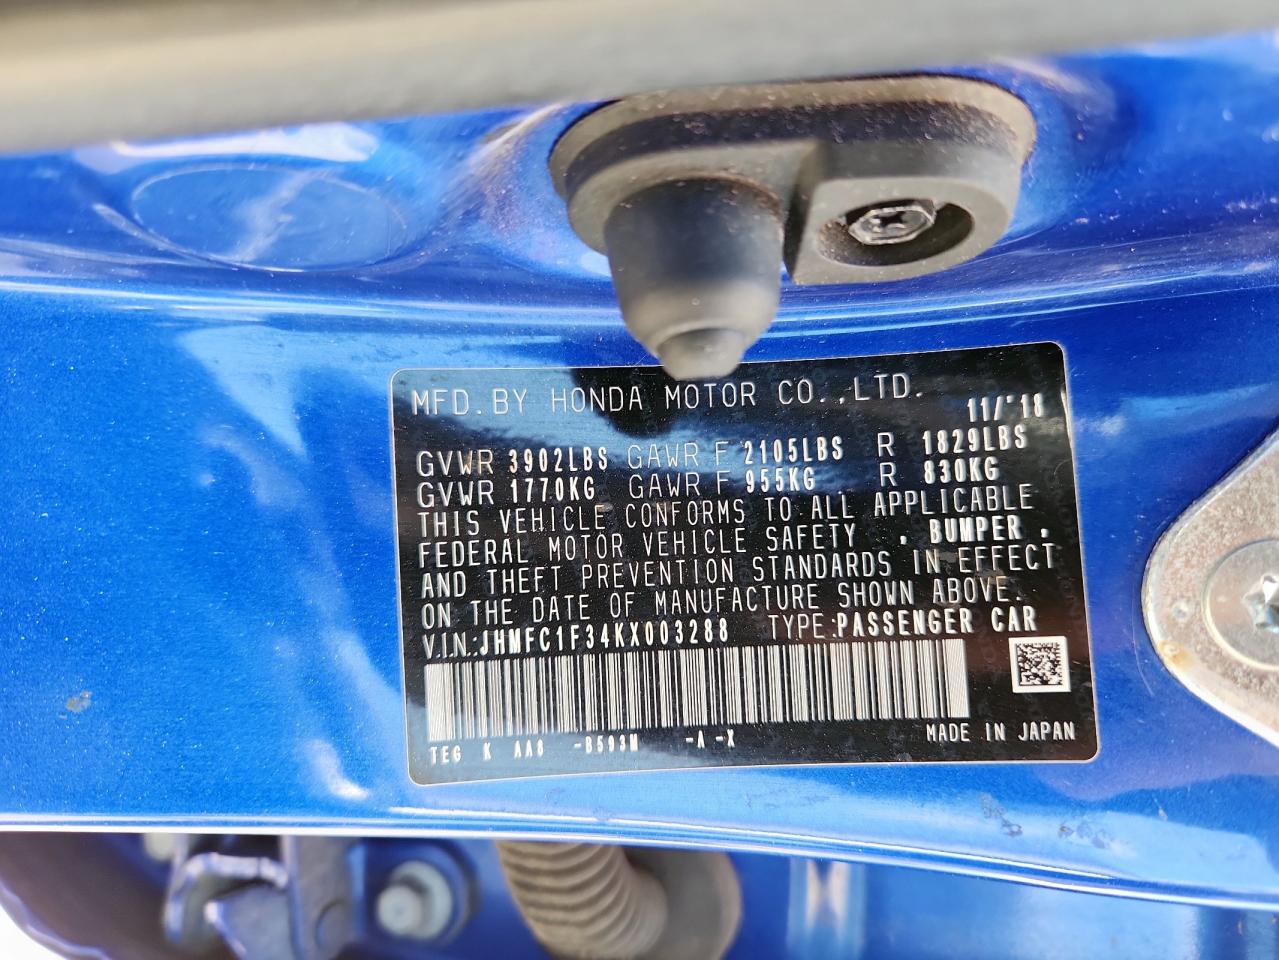 MFD. BY HONDA MOTOR CO.,LTD.
11/'18
GVWR 3902LBS GAWR F 2105LBS R 1829LBS
GVWR 1770KG GAWR F 955KG R 830KG
THIS VEHICLE CONFORMS TO ALL APPLICABLE
FEDERAL MOTOR VEHICLE SAFETY , BUMPER ,
AND THEFT PREVENTION STANDARDS IN EFFECT
ON THE DATE OF MANUFACTURE SHOWN ABOVE.
V.I.N.:JHMFC1F34KX003288 TYPE:PASSENGER CAR
TEG K AA8 -B593M -A -X MADE IN JAPAN